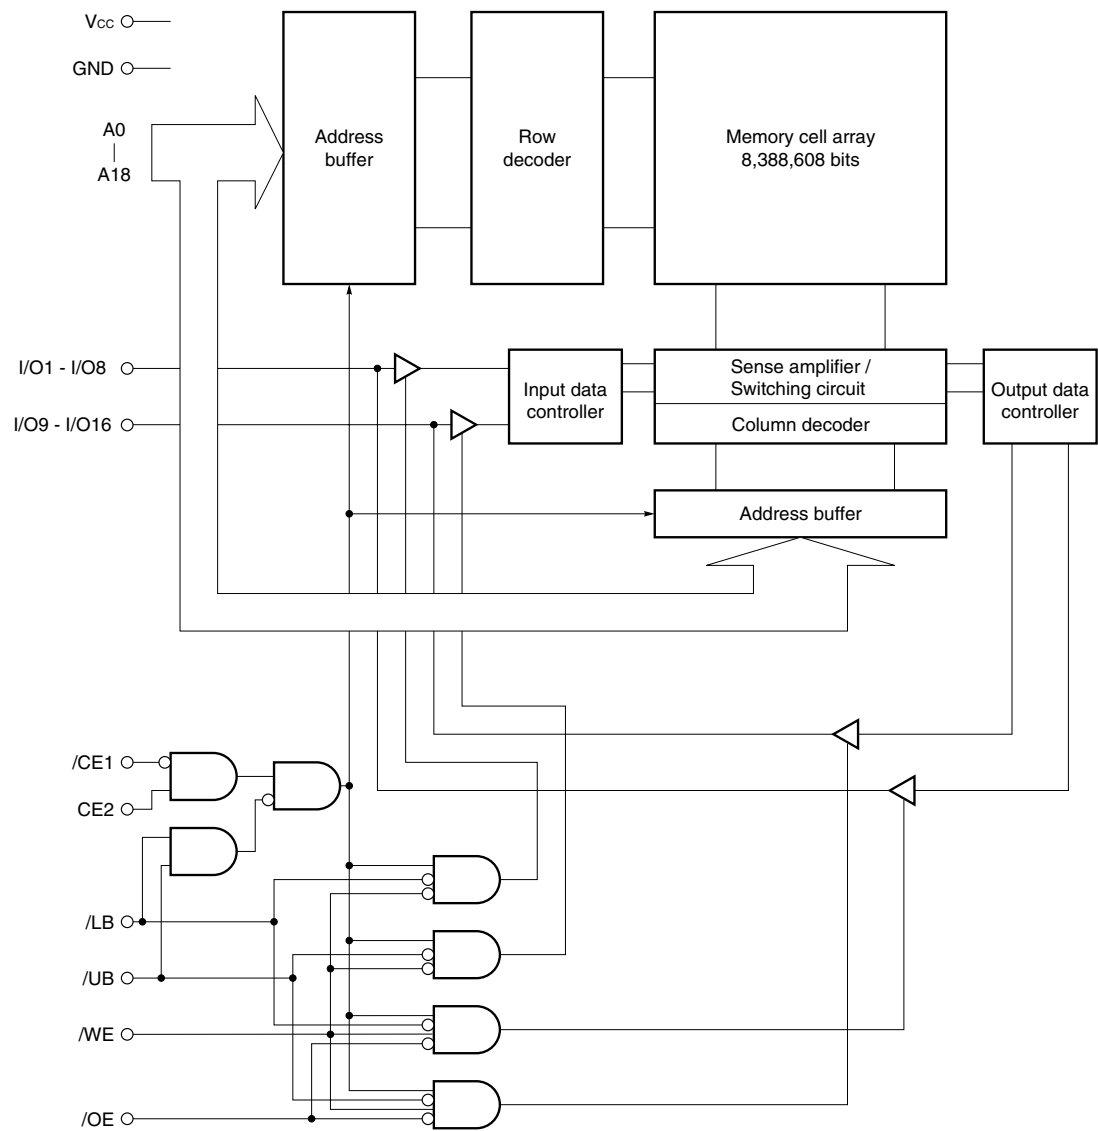 VCC
GND
A0
A18
Address
buffer
Row
decoder
Memory cell array
8,388,608 bits
I/O1 - I/O8
I/O9 - I/O16
Input data
controller
Sense amplifier /
Switching circuit
Column decoder
Output data
controller
Address buffer
/CE1
CE2
/LB
/UB
/WE
/OE